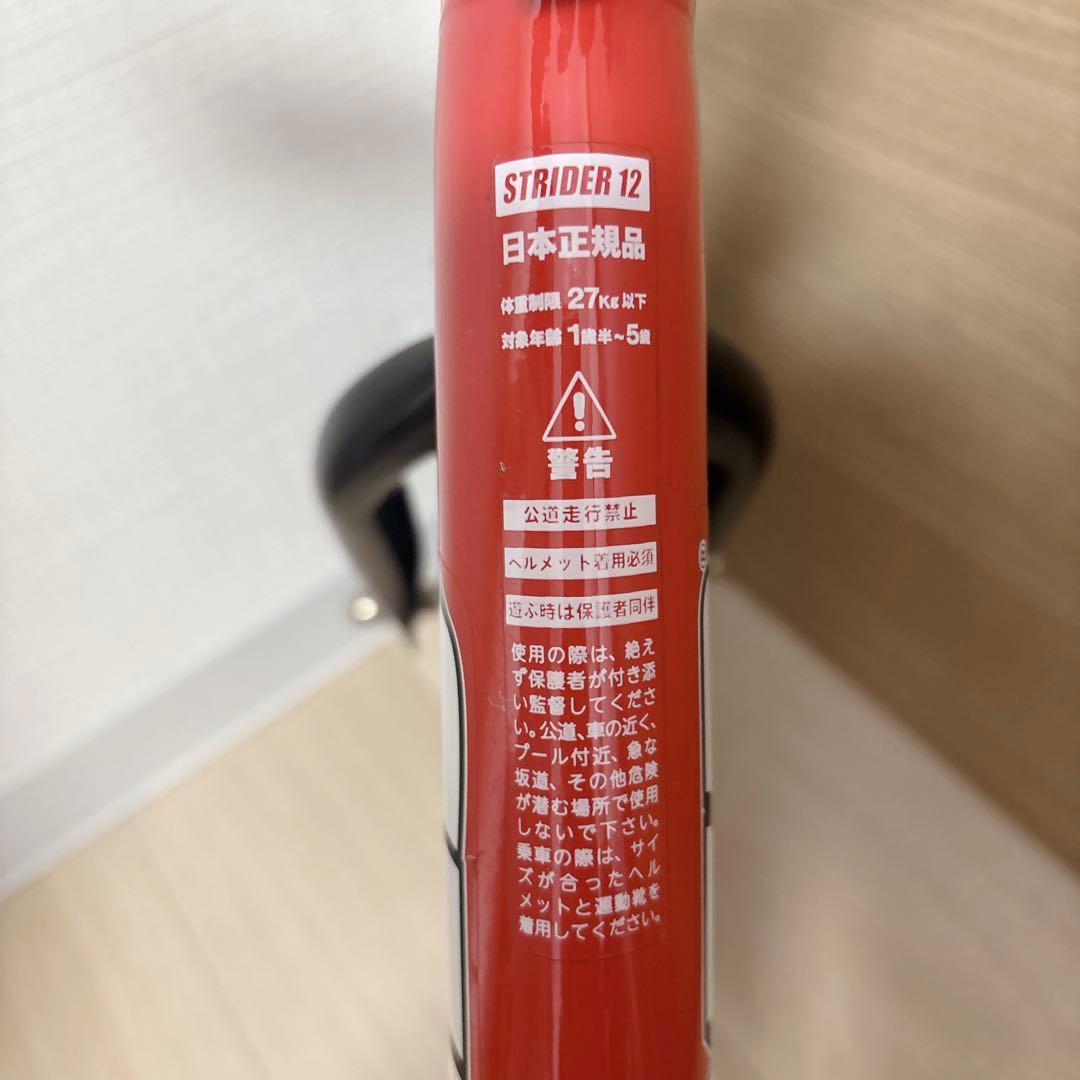 STRIDER 12
日本正規品
体重制限 27Kg 以下
対象年齢 1歳半~5歳
警告
公道走行禁止
ヘルメット着用必須
遊ぶ時は保護者同伴
使用の際は、絶え
ず保護者が付き添
い監督してくださ
い。公道、車の近く、
プール付近、急な
坂道、その他危険
が潜む場所で使用
しないで下さい。
乗車の際は、サイ
ズが合ったヘル
メットと運動靴を
着用してください。